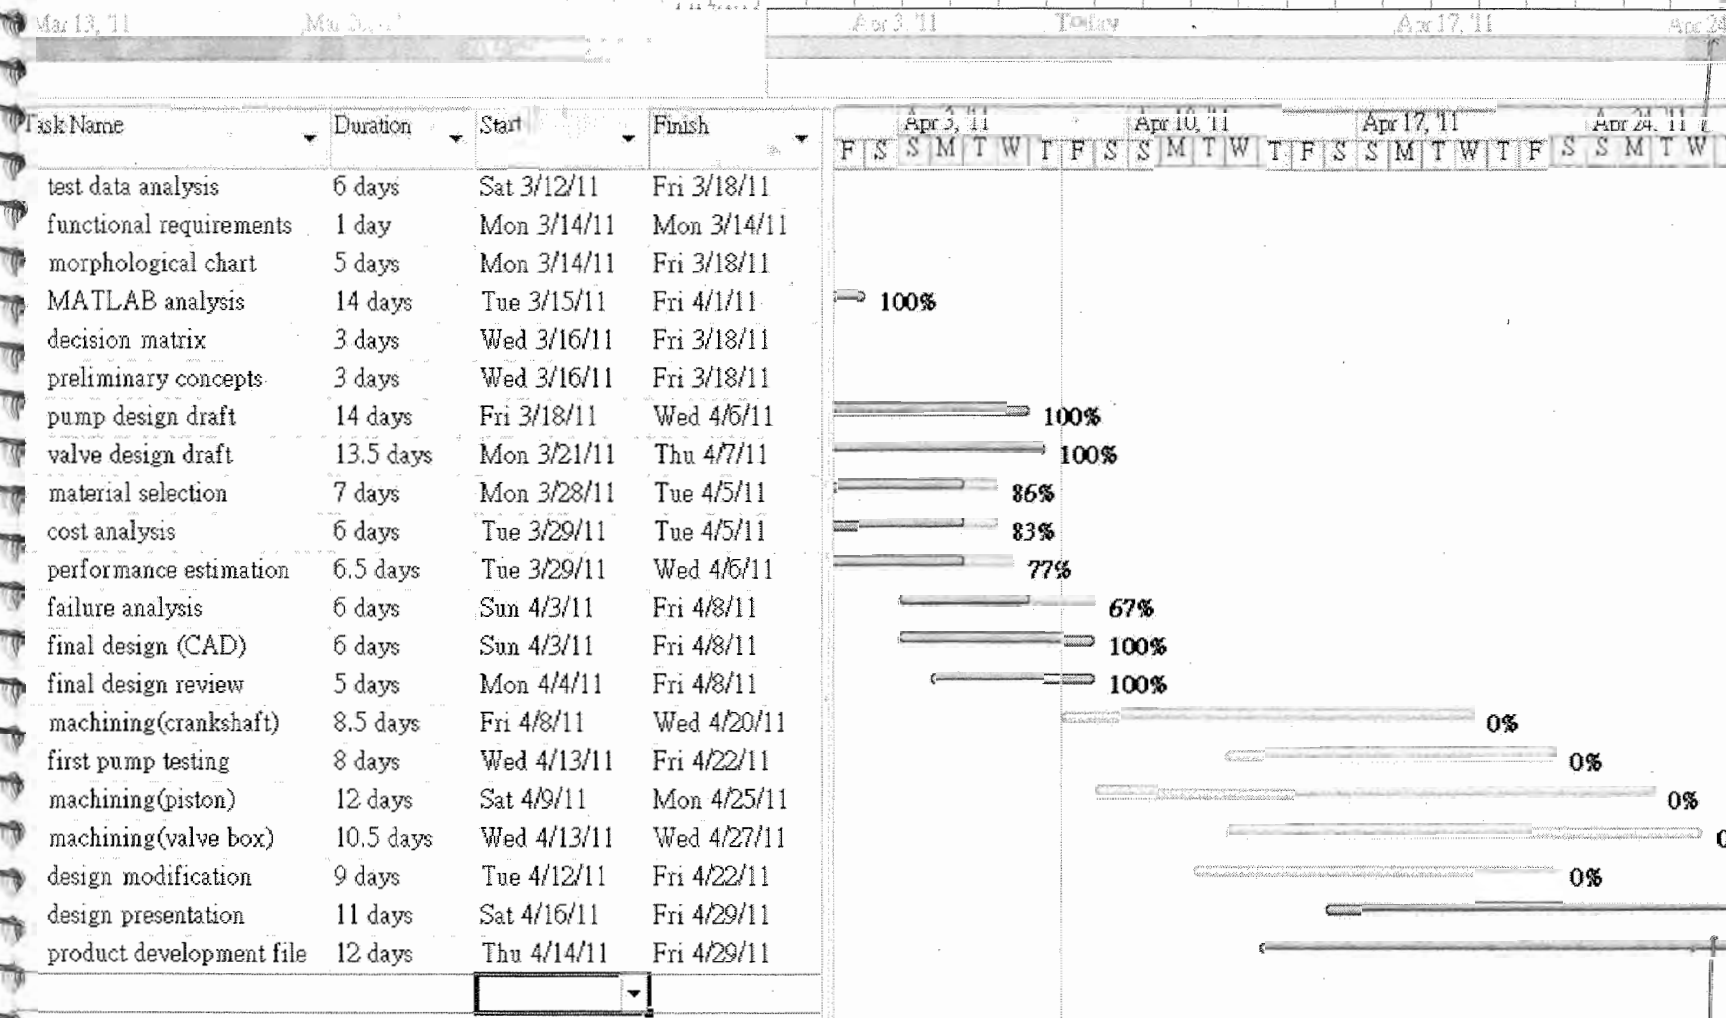 Mar 13, '11 Apr 3, '11 Today Apr 17, '11 Apr 24
Task Name Duration Start Finish Apr 3, '11 Apr 10, '11 Apr 17, '11 Apr 24, '11
F S S M T W T F S S M T W T F S S M T W T F S S M T W
test data analysis 6 days Sat 3/12/11 Fri 3/18/11
functional requirements 1 day Mon 3/14/11 Mon 3/14/11
morphological chart 5 days Mon 3/14/11 Fri 3/18/11
MATLAB analysis 14 days Tue 3/15/11 Fri 4/1/11 100%
decision matrix 3 days Wed 3/16/11 Fri 3/18/11
preliminary concepts 3 days Wed 3/16/11 Fri 3/18/11
pump design draft 14 days Fri 3/18/11 Wed 4/6/11 100%
valve design draft 13.5 days Mon 3/21/11 Thu 4/7/11 100%
material selection 7 days Mon 3/28/11 Tue 4/5/11 86%
cost analysis 6 days Tue 3/29/11 Tue 4/5/11 83%
performance estimation 6.5 days Tue 3/29/11 Wed 4/6/11 77%
failure analysis 6 days Sun 4/3/11 Fri 4/8/11 67%
final design (CAD) 6 days Sun 4/3/11 Fri 4/8/11 100%
final design review 5 days Mon 4/4/11 Fri 4/8/11 100%
machining(crankshaft) 8.5 days Fri 4/8/11 Wed 4/20/11 0%
first pump testing 8 days Wed 4/13/11 Fri 4/22/11 0%
machining(piston) 12 days Sat 4/9/11 Mon 4/25/11 0%
machining(valve box) 10.5 days Wed 4/13/11 Wed 4/27/11 0
design modification 9 days Tue 4/12/11 Fri 4/22/11 0%
design presentation 11 days Sat 4/16/11 Fri 4/29/11
product development file 12 days Thu 4/14/11 Fri 4/29/11